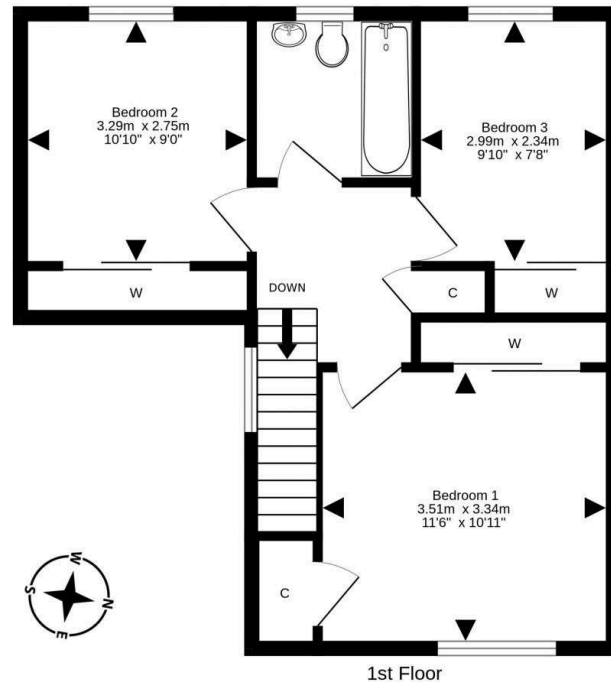 Bedroom 2
3.29m x 2.75m
10'10" x 9'0"
Bedroom 3
2.99m x 2.34m
9'10" x 7'8"
W
DOWN
C
W
W
Bedroom 1
3.51m x 3.34m
11'6" x 10'11"
C
W
N
E
S
1st Floor